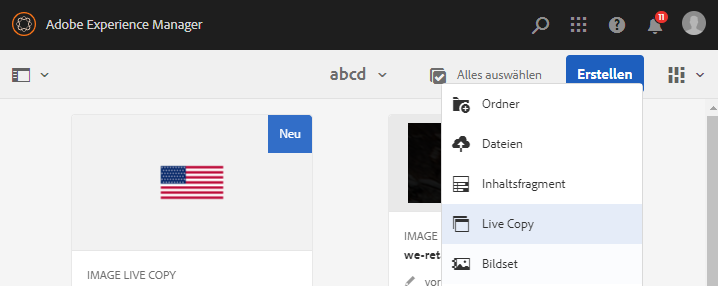 Adobe Experience Manager
11
abcd
Alles auswählen
Erstellen
Neu
Ordner
Dateien
Inhaltsfragment
Live Copy
Bildset
IMAGE LIVE COPY
IMAGE
we-ret
vor